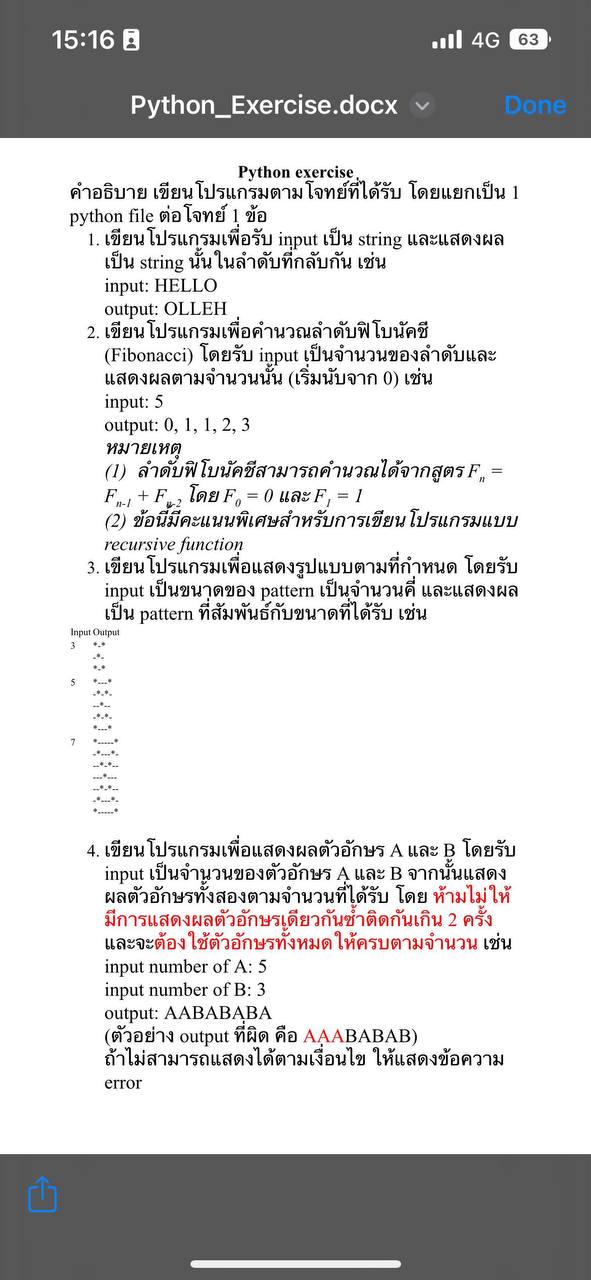 15:16
4G 63
Python_Exercise.docx
Done
Python exercise
คำอธิบาย เขียนโปรแกรมตามโจทย์ที่ได้รับ โดยแยกเป็น 1
python file ต่อโจทย์ 1 ข้อ
1. เขียนโปรแกรมเพื่อรับ input เป็น string และแสดงผล
เป็น string นั้นในลำดับที่กลับกัน เช่น
input: HELLO
output: OLLEH
2. เขียนโปรแกรมเพื่อคำนวณลำดับฟิโบนัคชี
(Fibonacci) โดยรับ input เป็นจำนวนของลำดับและ
แสดงผลตามจำนวนนั้น (เริ่มนับจาก 0) เช่น
input: 5
output: 0, 1, 1, 2, 3
หมายเหตุ
(1) ลำดับฟิโบนัคชีสามารถคำนวณได้จากสูตร Fn =
Fn-1 + Fn-2 โดย F0 = 0 และ F1 = 1
(2) ข้อนี้มีคะแนนพิเศษสำหรับการเขียนโปรแกรมแบบ
recursive function
3. เขียนโปรแกรมเพื่อแสดงรูปแบบตามที่กำหนด โดยรับ
input เป็นขนาดของ pattern เป็นจำนวนคี่ และแสดงผล
เป็น pattern ที่สัมพันธ์กับขนาดที่ได้รับ เช่น
Input Output
3 *-*
-*-
*-*
5 *---*
-*-*-
--*--
-*-*-
*---*
7 *-----*
-*---*-
--*-*--
---*---
--*-*--
-*---*-
*-----*
4. เขียนโปรแกรมเพื่อแสดงผลตัวอักษร A และ B โดยรับ
input เป็นจำนวนของตัวอักษร A และ B จากนั้นแสดง
ผลตัวอักษรทั้งสองตามจำนวนที่ได้รับ โดย ห้ามไม่ให้
มีการแสดงผลตัวอักษรเดียวกันซ้ำติดกันเกิน 2 ครั้ง
และจะต้องใช้ตัวอักษรทั้งหมดให้ครบตามจำนวน เช่น
input number of A: 5
input number of B: 3
output: AABABABA
(ตัวอย่าง output ที่ผิด คือ AAABABAB)
ถ้าไม่สามารถแสดงได้ตามเงื่อนไข ให้แสดงข้อความ
error